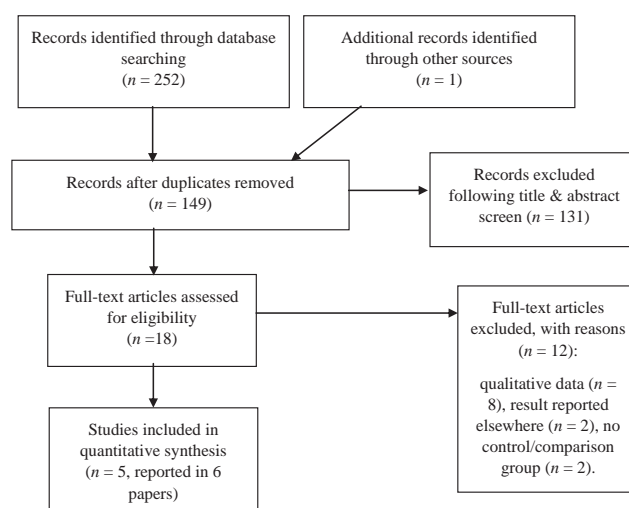 Records identified through database
searching
(n = 252)
Additional records identified
through other sources
(n = 1)
Records after duplicates removed
(n = 149)
Records excluded
following title & abstract
screen (n = 131)
Full-text articles assessed
for eligibility
(n =18)
Full-text articles
excluded, with reasons
(n = 12):
qualitative data (n =
8), result reported
elsewhere (n = 2), no
control/comparison
group (n = 2).
Studies included in
quantitative synthesis
(n = 5, reported in 6
papers)